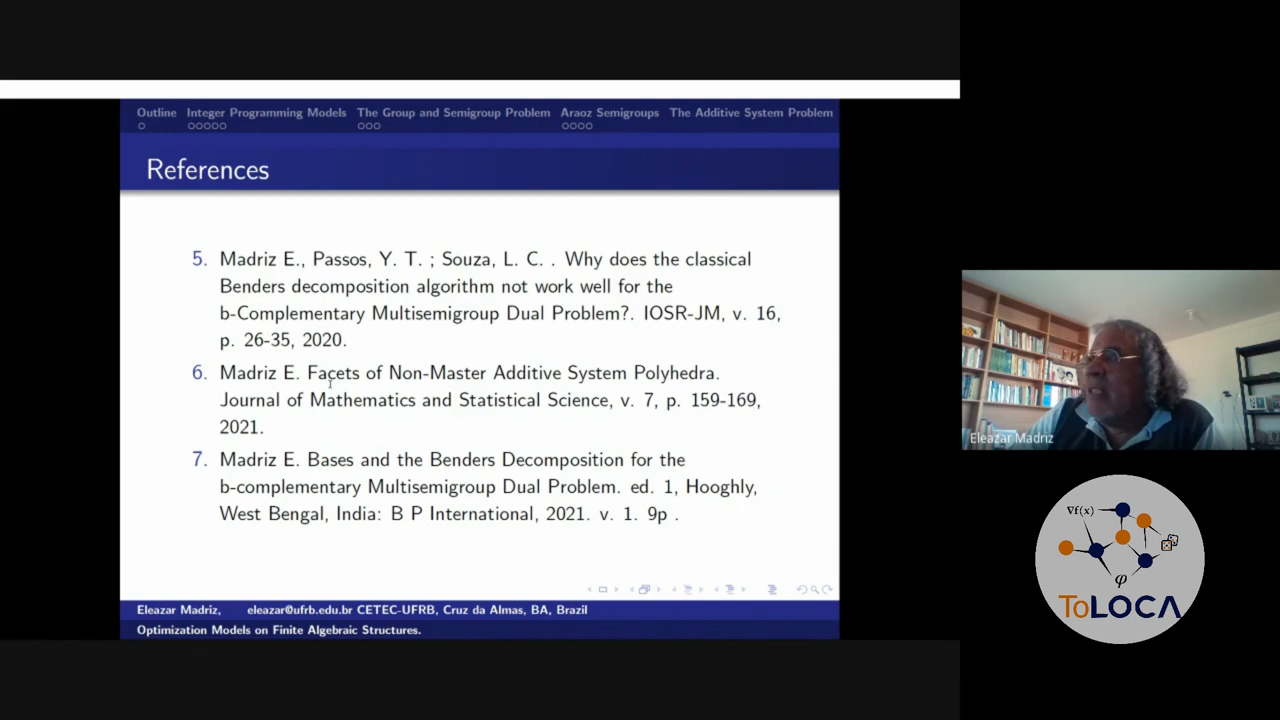 Outline Integer Programming Models The Group and Semigroup Problem Araoz Semigroups The Additive System Problem
References
5. Madriz E., Passos, Y. T. ; Souza, L. C. . Why does the classical
Benders decomposition algorithm not work well for the
b-Complementary Multisemigroup Dual Problem?. IOSR-JM, v. 16,
p. 26-35, 2020.
6. Madriz E. Facets of Non-Master Additive System Polyhedra.
Journal of Mathematics and Statistical Science, v. 7, p. 159-169,
2021.
7. Madriz E. Bases and the Benders Decomposition for the
b-complementary Multisemigroup Dual Problem. ed. 1, Hooghly,
West Bengal, India: B P International, 2021. v. 1. 9p .
Eleazar Madriz, eleazar@ufrb.edu.br CETEC-UFRB, Cruz da Almas, BA, Brazil
Optimization Models on Finite Algebraic Structures.
Eleazar Madriz
∇f(x)
φ
ToLOCA